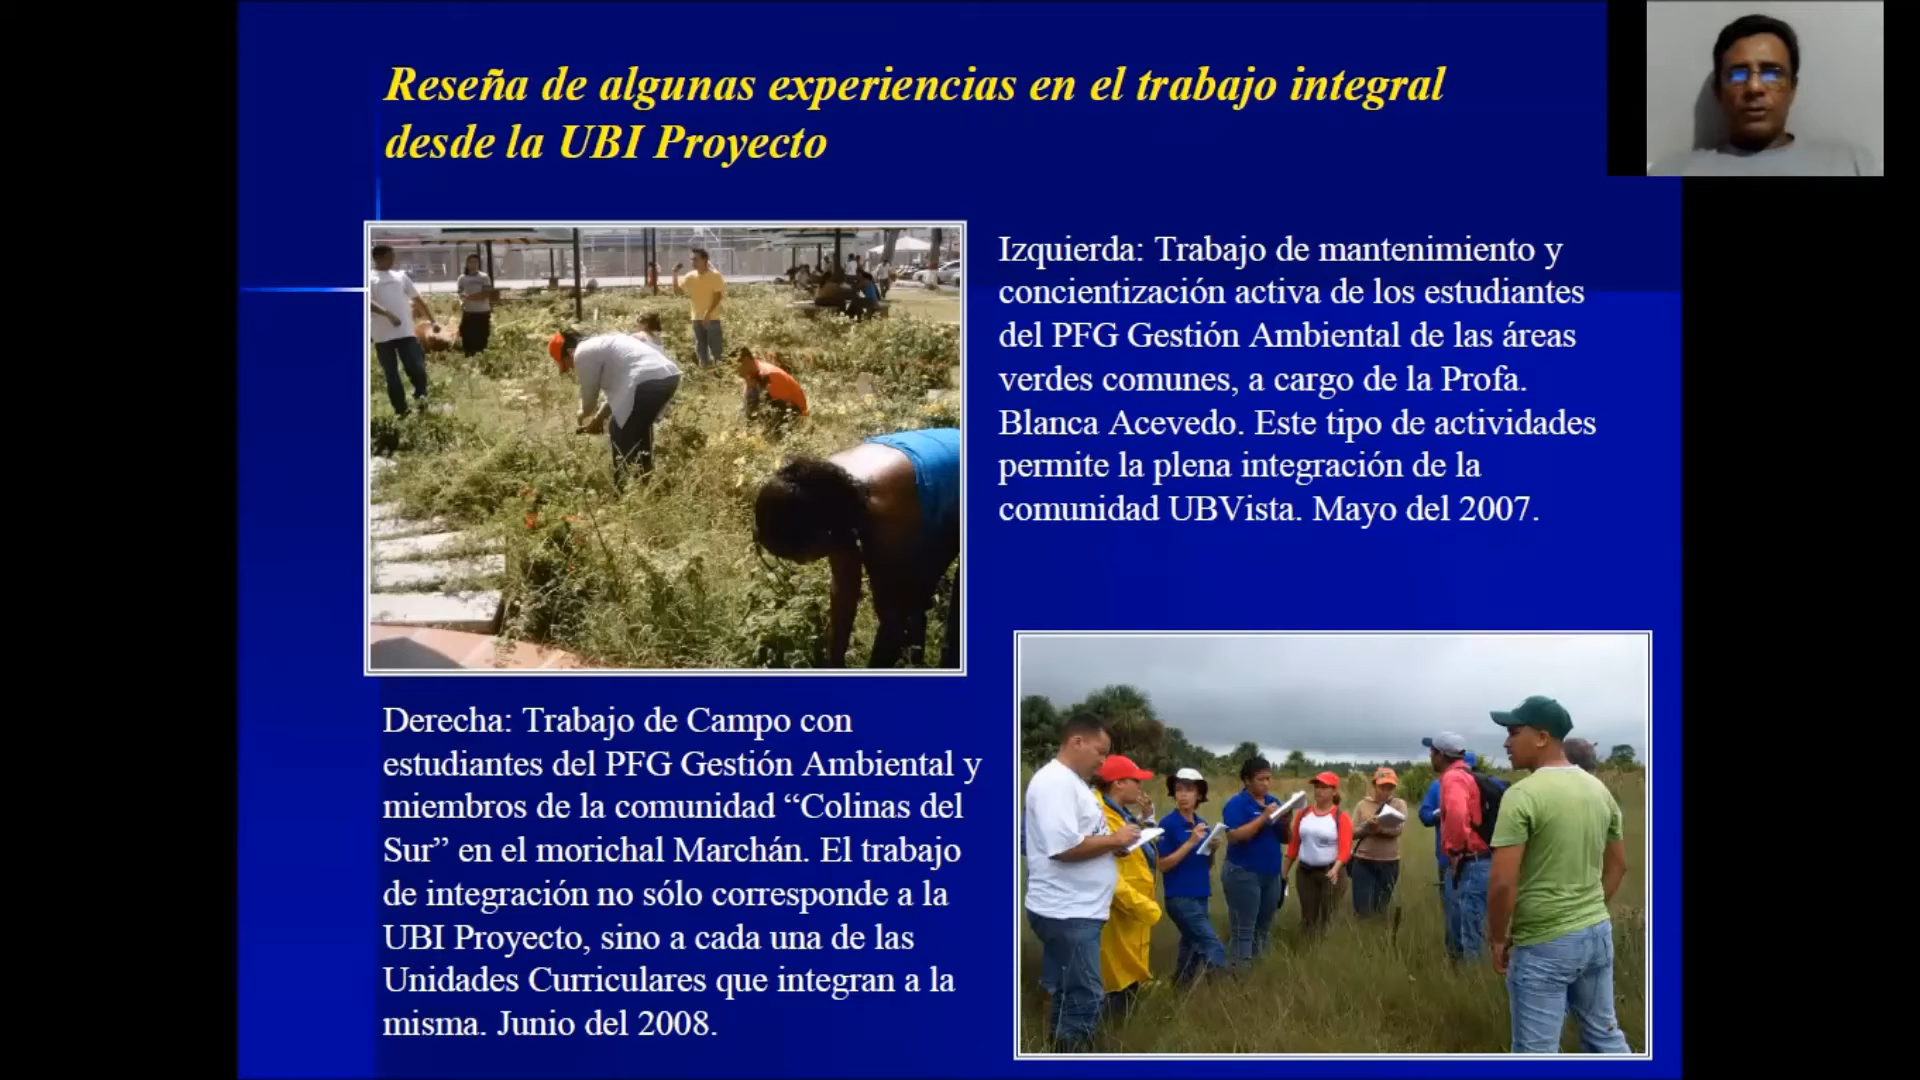 Reseña de algunas experiencias en el trabajo integral
desde la UBI Proyecto
Izquierda: Trabajo de mantenimiento y
concientización activa de los estudiantes
del PFG Gestión Ambiental de las áreas
verdes comunes, a cargo de la Profa.
Blanca Acevedo. Este tipo de actividades
permite la plena integración de la
comunidad UBVista. Mayo del 2007.
Derecha: Trabajo de Campo con
estudiantes del PFG Gestión Ambiental y
miembros de la comunidad “Colinas del
Sur” en el morichal Marchán. El trabajo
de integración no sólo corresponde a la
UBI Proyecto, sino a cada una de las
Unidades Curriculares que integran a la
misma. Junio del 2008.